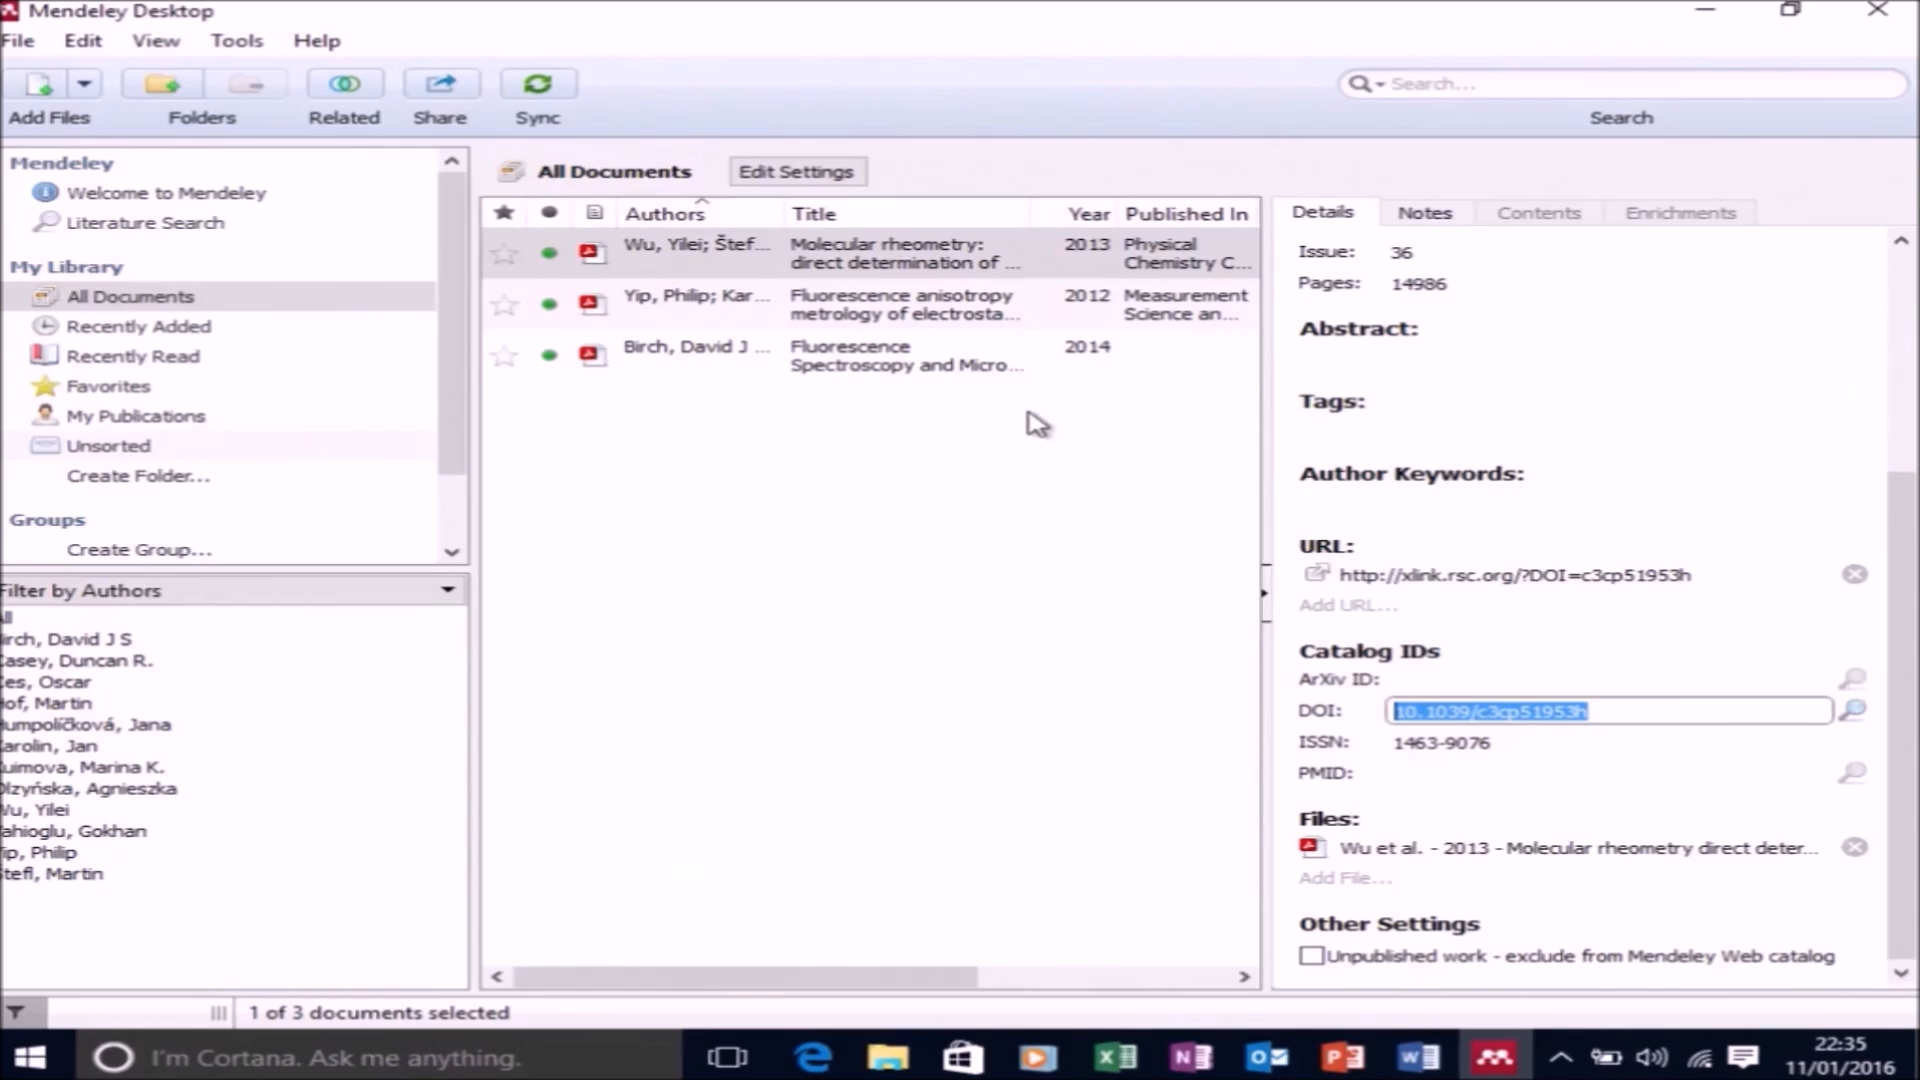 Mendeley Desktop
File Edit View Tools Help
Search...
Add Files Folders Related Share Sync Search
Mendeley
Welcome to Mendeley
Literature Search
My Library
All Documents
Recently Added
Recently Read
Favorites
My Publications
Unsorted
Create Folder...
Groups
Create Group...
Filter by Authors
ll
irch, David J S
asey, Duncan R.
es, Oscar
of, Martin
umpolíčková, Jana
arolin, Jan
uimova, Marina K.
lzyńska, Agnieszka
Wu, Yilei
ahioglu, Gokhan
ip, Philip
tefl, Martin
All Documents Edit Settings
Authors Title Year Published In
Wu, Yilei; Štef... Molecular rheometry: 2013 Physical
direct determination of ... Chemistry C...
Yip, Philip; Kar... Fluorescence anisotropy 2012 Measurement
metrology of electrosta... Science an...
Birch, David J ... Fluorescence 2014
Spectroscopy and Micro...
Details Notes Contents Enrichments
Issue: 36
Pages: 14986
Abstract:
Tags:
Author Keywords:
URL:
http://xlink.rsc.org/?DOI=c3cp51953h
Add URL...
Catalog IDs
ArXiv ID:
DOI: 10.1039/c3cp51953h
ISSN: 1463-9076
PMID:
Files:
Wu et al. - 2013 - Molecular rheometry direct deter...
Add File...
Other Settings
Unpublished work - exclude from Mendeley Web catalog
1 of 3 documents selected
I'm Cortana. Ask me anything.
22:35
11/01/2016